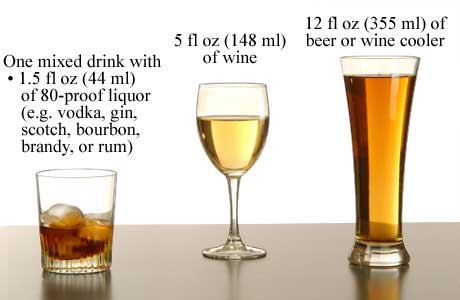 One mixed drink with
• 1.5 fl oz (44 ml)
of 80-proof liquor
(e.g. vodka, gin,
scotch, bourbon,
brandy, or rum)
5 fl oz (148 ml)
of wine
12 fl oz (355 ml) of
beer or wine cooler